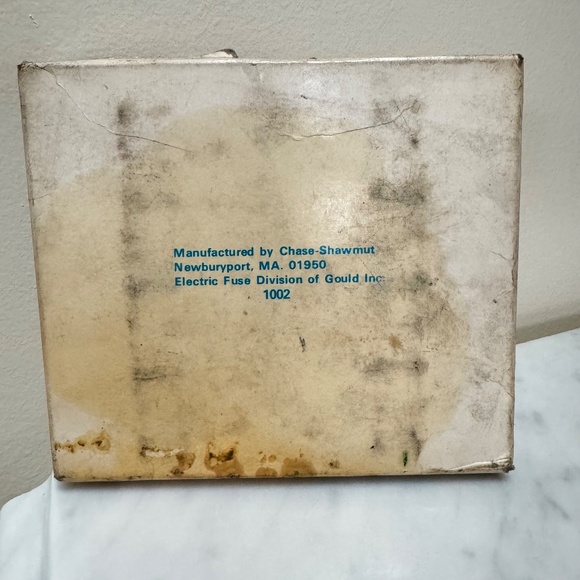 Manufactured by Chase-Shawmut
Newburyport, MA. 01950
Electric Fuse Division of Gould Inc.
1002